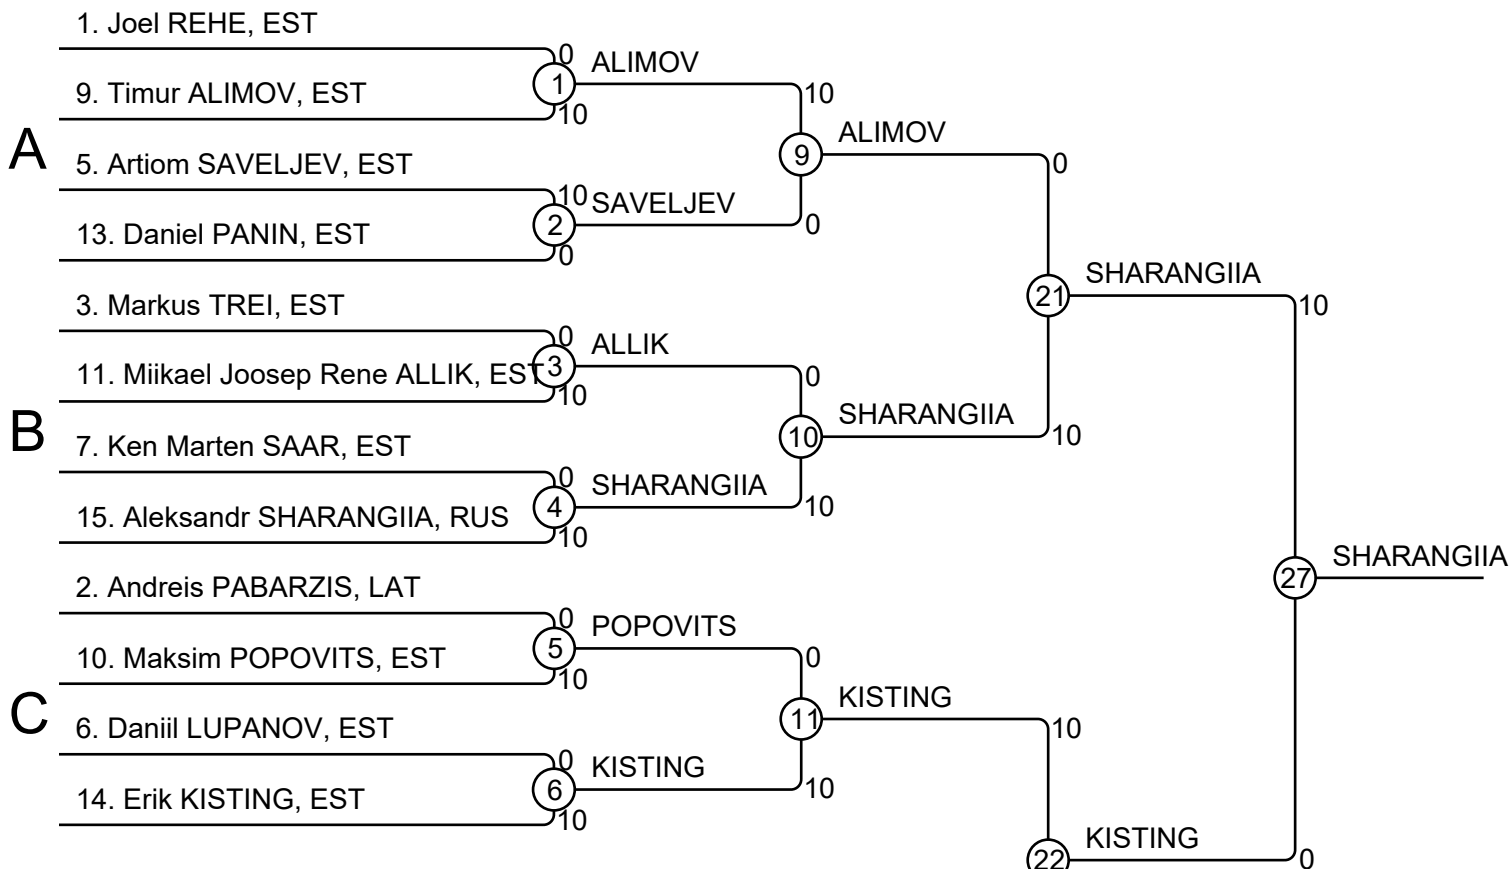 1. Joel REHE, EST
0
ALIMOV
1
9. Timur ALIMOV, EST
10
10
ALIMOV
A
9
0
5. Artiom SAVELJEV, EST
10
SAVELJEV
2
0
13. Daniel PANIN, EST
0
SHARANGIIA
21
10
3. Markus TREI, EST
0
ALLIK
3
11. Miikael Joosep Rene ALLIK, EST
10
0
SHARANGIIA
B
10
10
7. Ken Marten SAAR, EST
0
SHARANGIIA
4
10
15. Aleksandr SHARANGIIA, RUS
10
SHARANGIIA
27
2. Andreis PABARZIS, LAT
0
POPOVITS
5
0
10. Maksim POPOVITS, EST
10
KISTING
C
11
10
6. Daniil LUPANOV, EST
0
KISTING
6
10
14. Erik KISTING, EST
10
KISTING
22
0